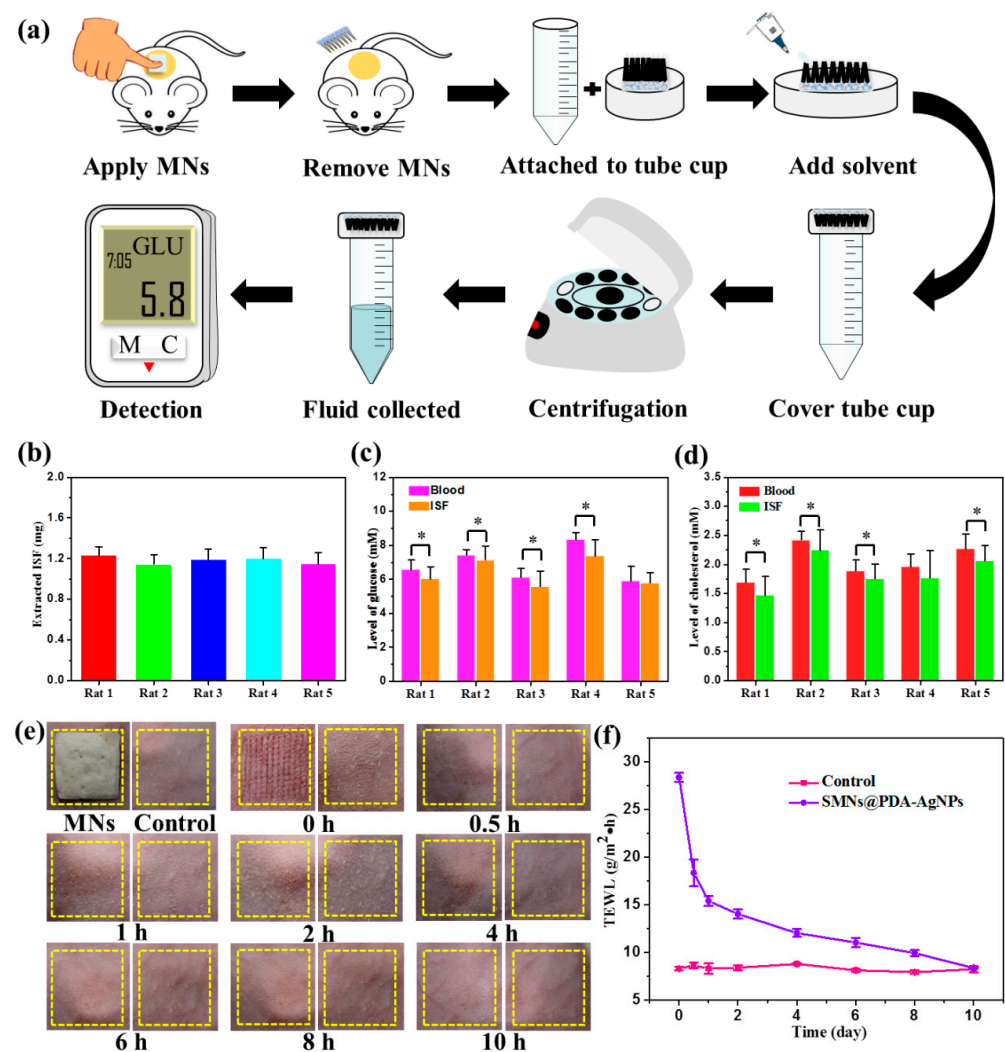 (a)
Apply MNs
Remove MNs
Attached to tube cup
Add solvent
GLU
7:05
5.8
M C
Detection
Fluid collected
Centrifugation
Cover tube cup
(b)
Extracted ISF (mg)
2.0
1.6
1.2
0.8
0.4
0.0
Rat 1 Rat 2 Rat 3 Rat 4 Rat 5
(c)
Level of glucose (mM)
12
10
8
6
4
2
0
Blood
ISF
* * * *
Rat 1 Rat 2 Rat 3 Rat 4 Rat 5
(d)
Level of cholesterol (mM)
3.5
3.0
2.5
2.0
1.5
1.0
0.5
0.0
Blood
ISF
* * * *
Rat 1 Rat 2 Rat 3 Rat 4 Rat 5
(e)
MNs Control 0 h 0.5 h
1 h 2 h 4 h
6 h 8 h 10 h
(f)
TEWL (g/m²•h)
30
25
20
15
10
5
Control
SMNs@PDA-AgNPs
0 2 4 6 8 10
Time (day)